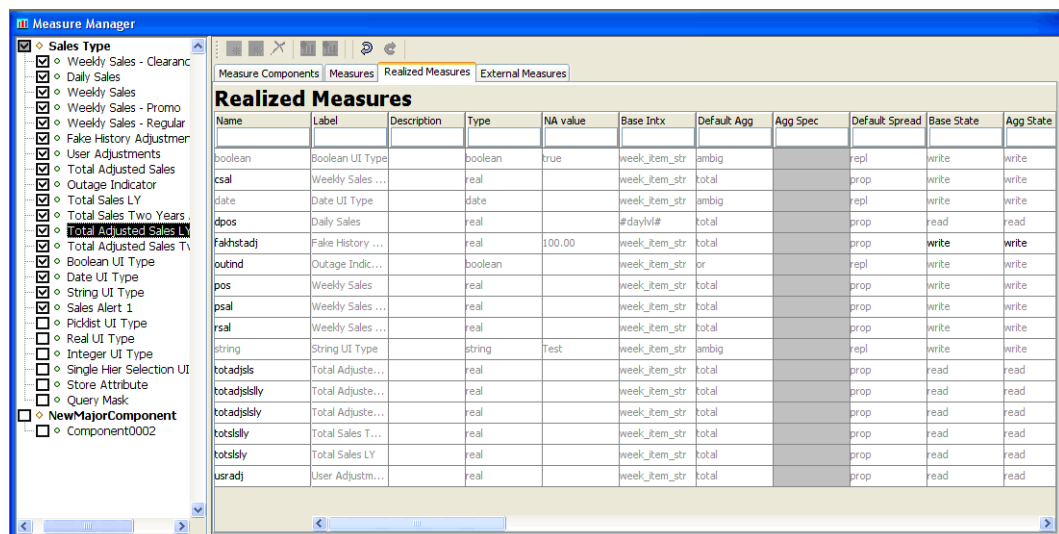 Measure Manager
Sales Type
Weekly Sales - Clearanc
Daily Sales
Weekly Sales
Weekly Sales - Promo
Weekly Sales - Regular
Fake History Adjustmer
User Adjustments
Total Adjusted Sales
Outage Indicator
Total Sales LY
Total Sales Two Years
Total Adjusted Sales LY
Total Adjusted Sales Tv
Boolean UI Type
Date UI Type
String UI Type
Sales Alert 1
Picklist UI Type
Real UI Type
Integer UI Type
Single Hier Selection UI
Store Attribute
Query Mask
NewMajorComponent
Component0002
Measure Components Measures Realized Measures External Measures
Realized Measures
Name Label Description Type NA value Base Intx Default Agg Agg Spec Default Spread Base State Agg State
boolean Boolean UI Type boolean true week_item_str ambig repl write write
csal Weekly Sales ... real week_item_str total prop write write
date Date UI Type date week_item_str ambig repl write write
dpos Daily Sales real #daylvl# total prop read read
fakhstadj Fake History ... real 100.00 week_item_str total prop write write
outind Outage Indic... boolean week_item_str or repl write write
pos Weekly Sales real week_item_str total prop write write
psal Weekly Sales ... real week_item_str total prop write write
rsal Weekly Sales ... real week_item_str total prop write write
string String UI Type string Test week_item_str ambig repl write write
totadjsls Total Adjuste... real week_item_str total prop read read
totadjslslly Total Adjuste... real week_item_str total prop read read
totadjslsly Total Adjuste... real week_item_str total prop read read
totslslly Total Sales T... real week_item_str total prop read read
totslsly Total Sales LY real week_item_str total prop read read
usradj User Adjustm... real week_item_str total prop read read